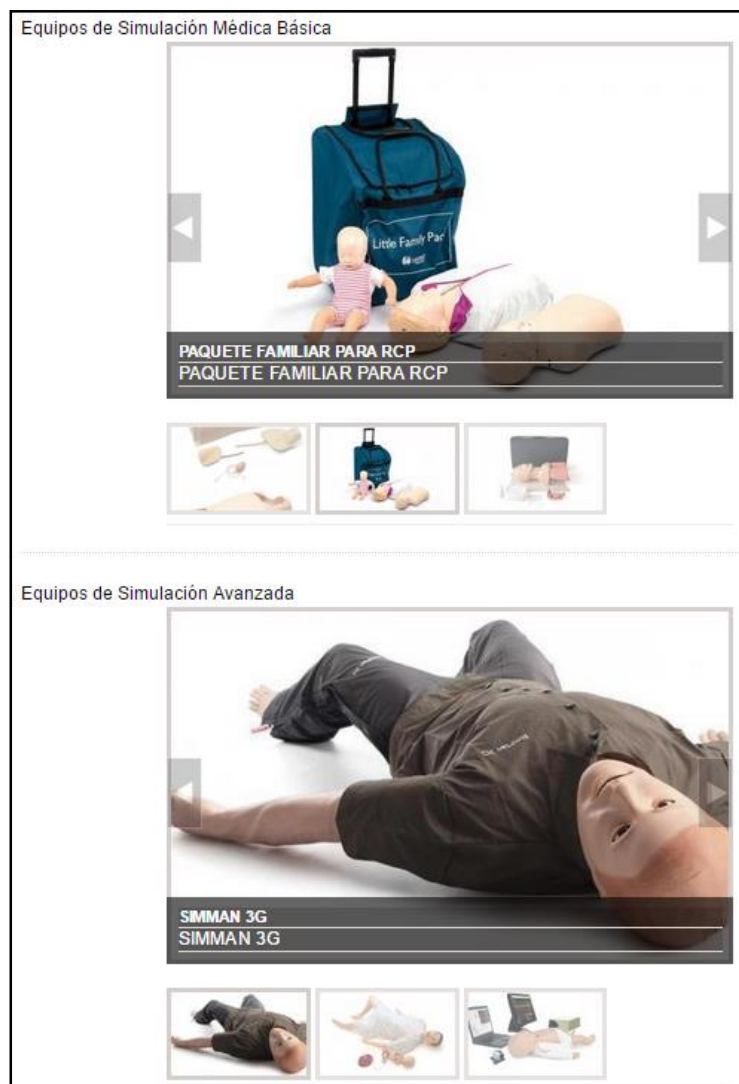 Equipos de Simulación Médica Básica
Little Family Pac
PAQUETE FAMILIAR PARA RCP
PAQUETE FAMILIAR PARA RCP
Equipos de Simulación Avanzada
SIMMAN 3G
SIMMAN 3G